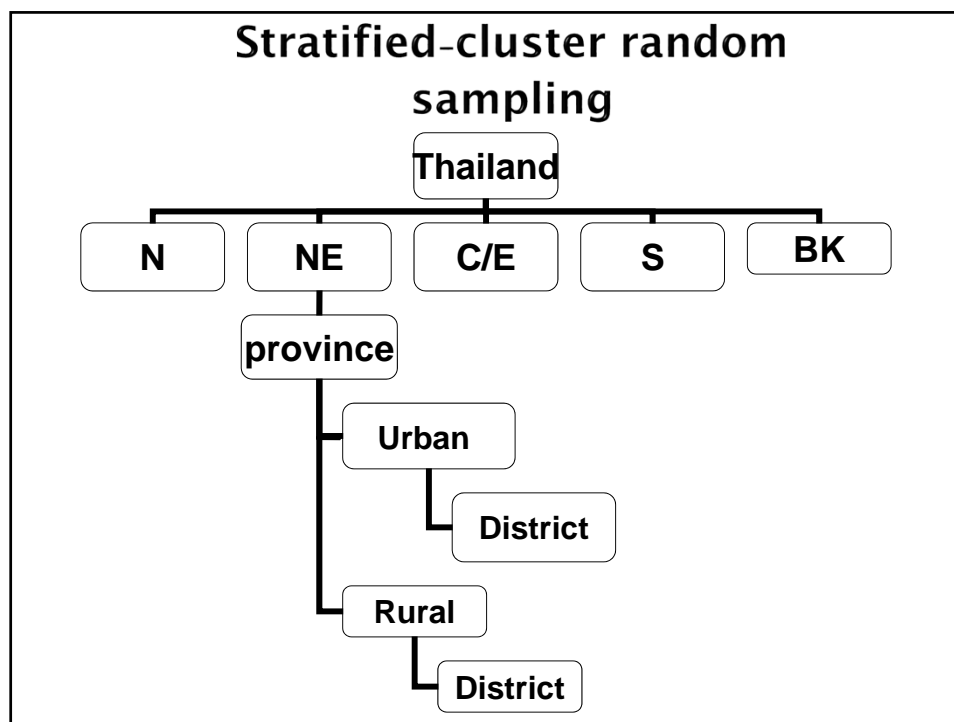 Stratified-cluster random
sampling
Thailand
N
NE
C/E
S
BK
province
Urban
District
Rural
District